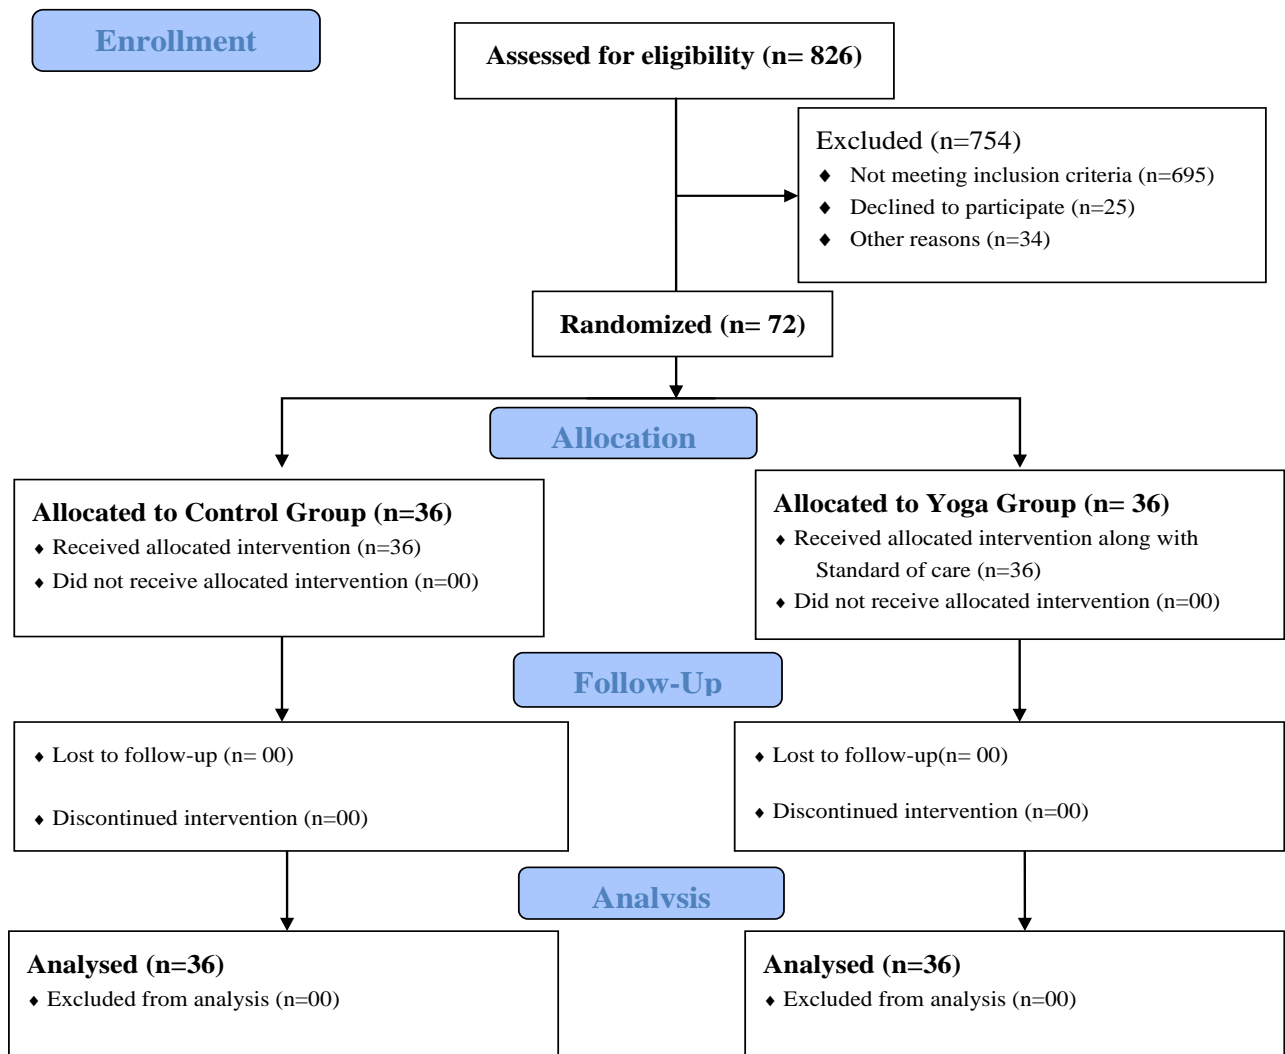 Enrollment
Assessed for eligibility (n= 826)
Excluded (n=754)
♦ Not meeting inclusion criteria (n=695)
♦ Declined to participate (n=25)
♦ Other reasons (n=34)
Randomized (n= 72)
Allocation
Allocated to Control Group (n=36)
♦ Received allocated intervention (n=36)
♦ Did not receive allocated intervention (n=00)
Allocated to Yoga Group (n= 36)
♦ Received allocated intervention along with
Standard of care (n=36)
♦ Did not receive allocated intervention (n=00)
Follow-Up
♦ Lost to follow-up (n= 00)
♦ Discontinued intervention (n=00)
♦ Lost to follow-up(n= 00)
♦ Discontinued intervention (n=00)
Analysis
Analysed (n=36)
♦ Excluded from analysis (n=00)
Analysed (n=36)
♦ Excluded from analysis (n=00)